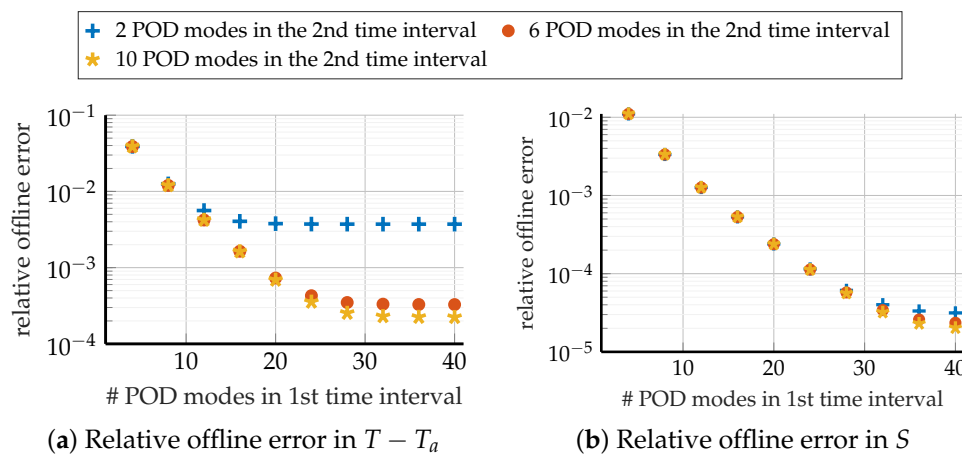 2 POD modes in the 2nd time interval
6 POD modes in the 2nd time interval
10 POD modes in the 2nd time interval
10⁻¹
10⁻²
10⁻³
10⁻⁴
relative offline error
10
20
30
40
# POD modes in 1st time interval
(a) Relative offline error in T − Tₐ
10⁻²
10⁻³
10⁻⁴
10⁻⁵
relative offline error
10
20
30
40
# POD modes in 1st time interval
(b) Relative offline error in S